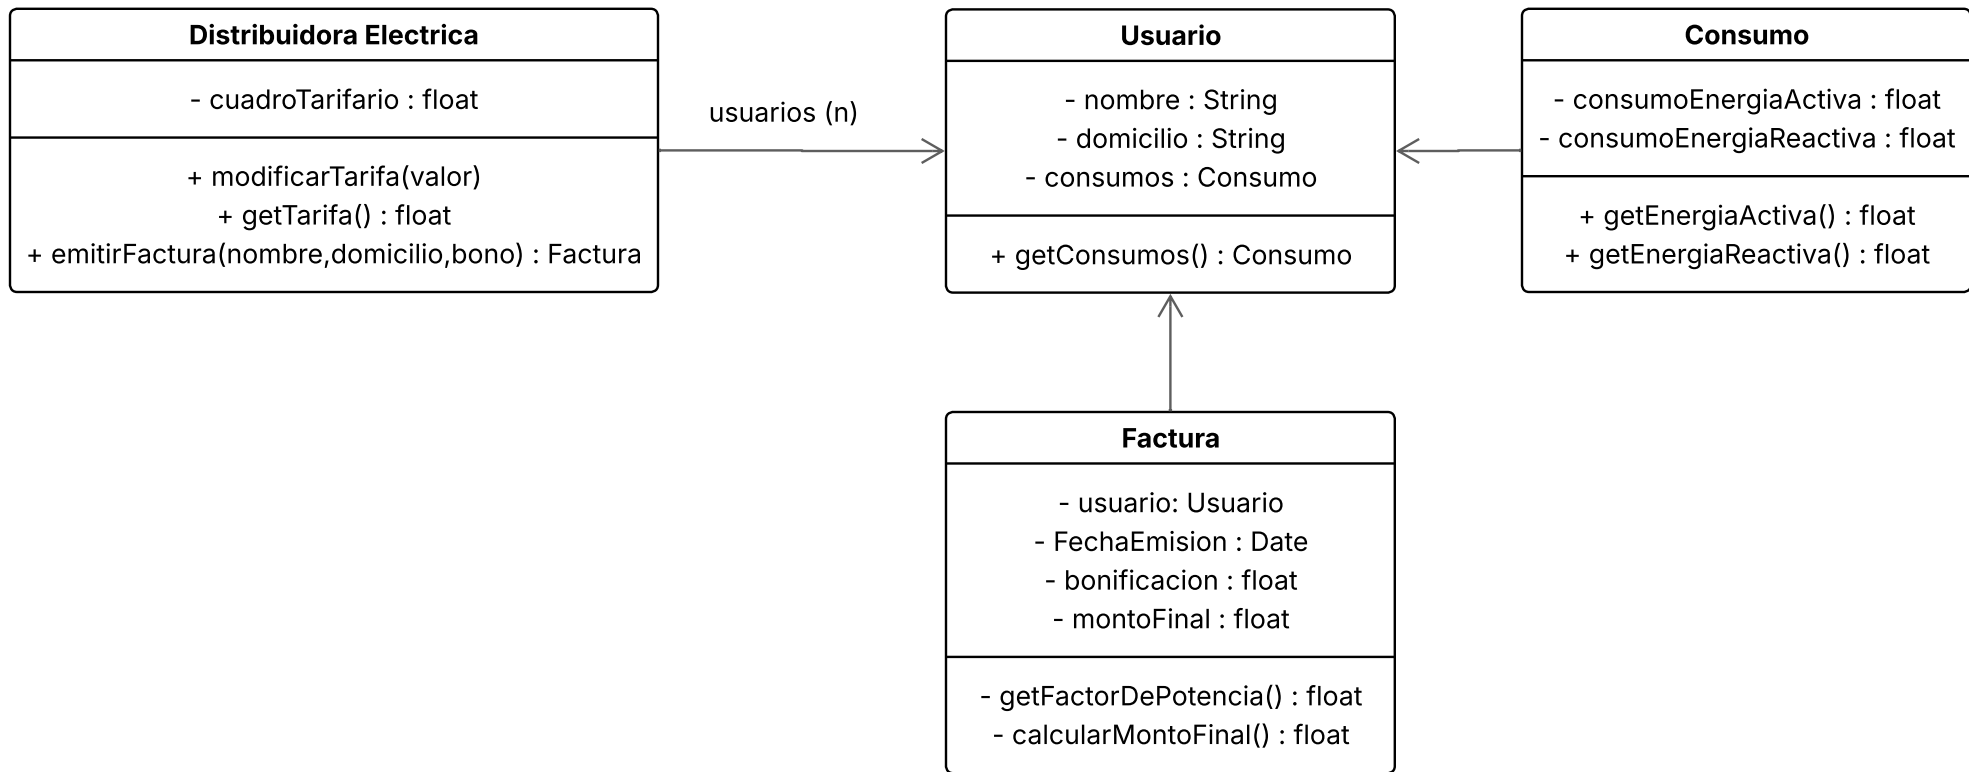 Distribuidora Electrica
- cuadroTarifario : float
+ modificarTarifa(valor)
+ getTarifa() : float
+ emitirFactura(nombre,domicilio,bono) : Factura
usuarios (n)
Usuario
- nombre : String
- domicilio : String
- consumos : Consumo
+ getConsumos() : Consumo
Consumo
- consumoEnergiaActiva : float
- consumoEnergiaReactiva : float
+ getEnergiaActiva() : float
+ getEnergiaReactiva() : float
Factura
- usuario: Usuario
- FechaEmision : Date
- bonificacion : float
- montoFinal : float
- getFactorDePotencia() : float
- calcularMontoFinal() : float